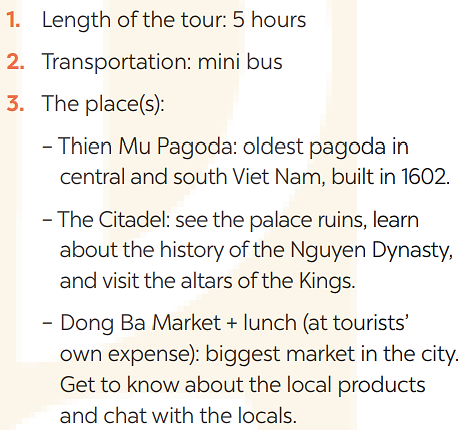 1. Length of the tour: 5 hours
2. Transportation: mini bus
3. The place(s):
– Thien Mu Pagoda: oldest pagoda in
central and south Viet Nam, built in 1602.
– The Citadel: see the palace ruins, learn
about the history of the Nguyen Dynasty,
and visit the altars of the Kings.
– Dong Ba Market + lunch (at tourists’
own expense): biggest market in the city.
Get to know about the local products
and chat with the locals.